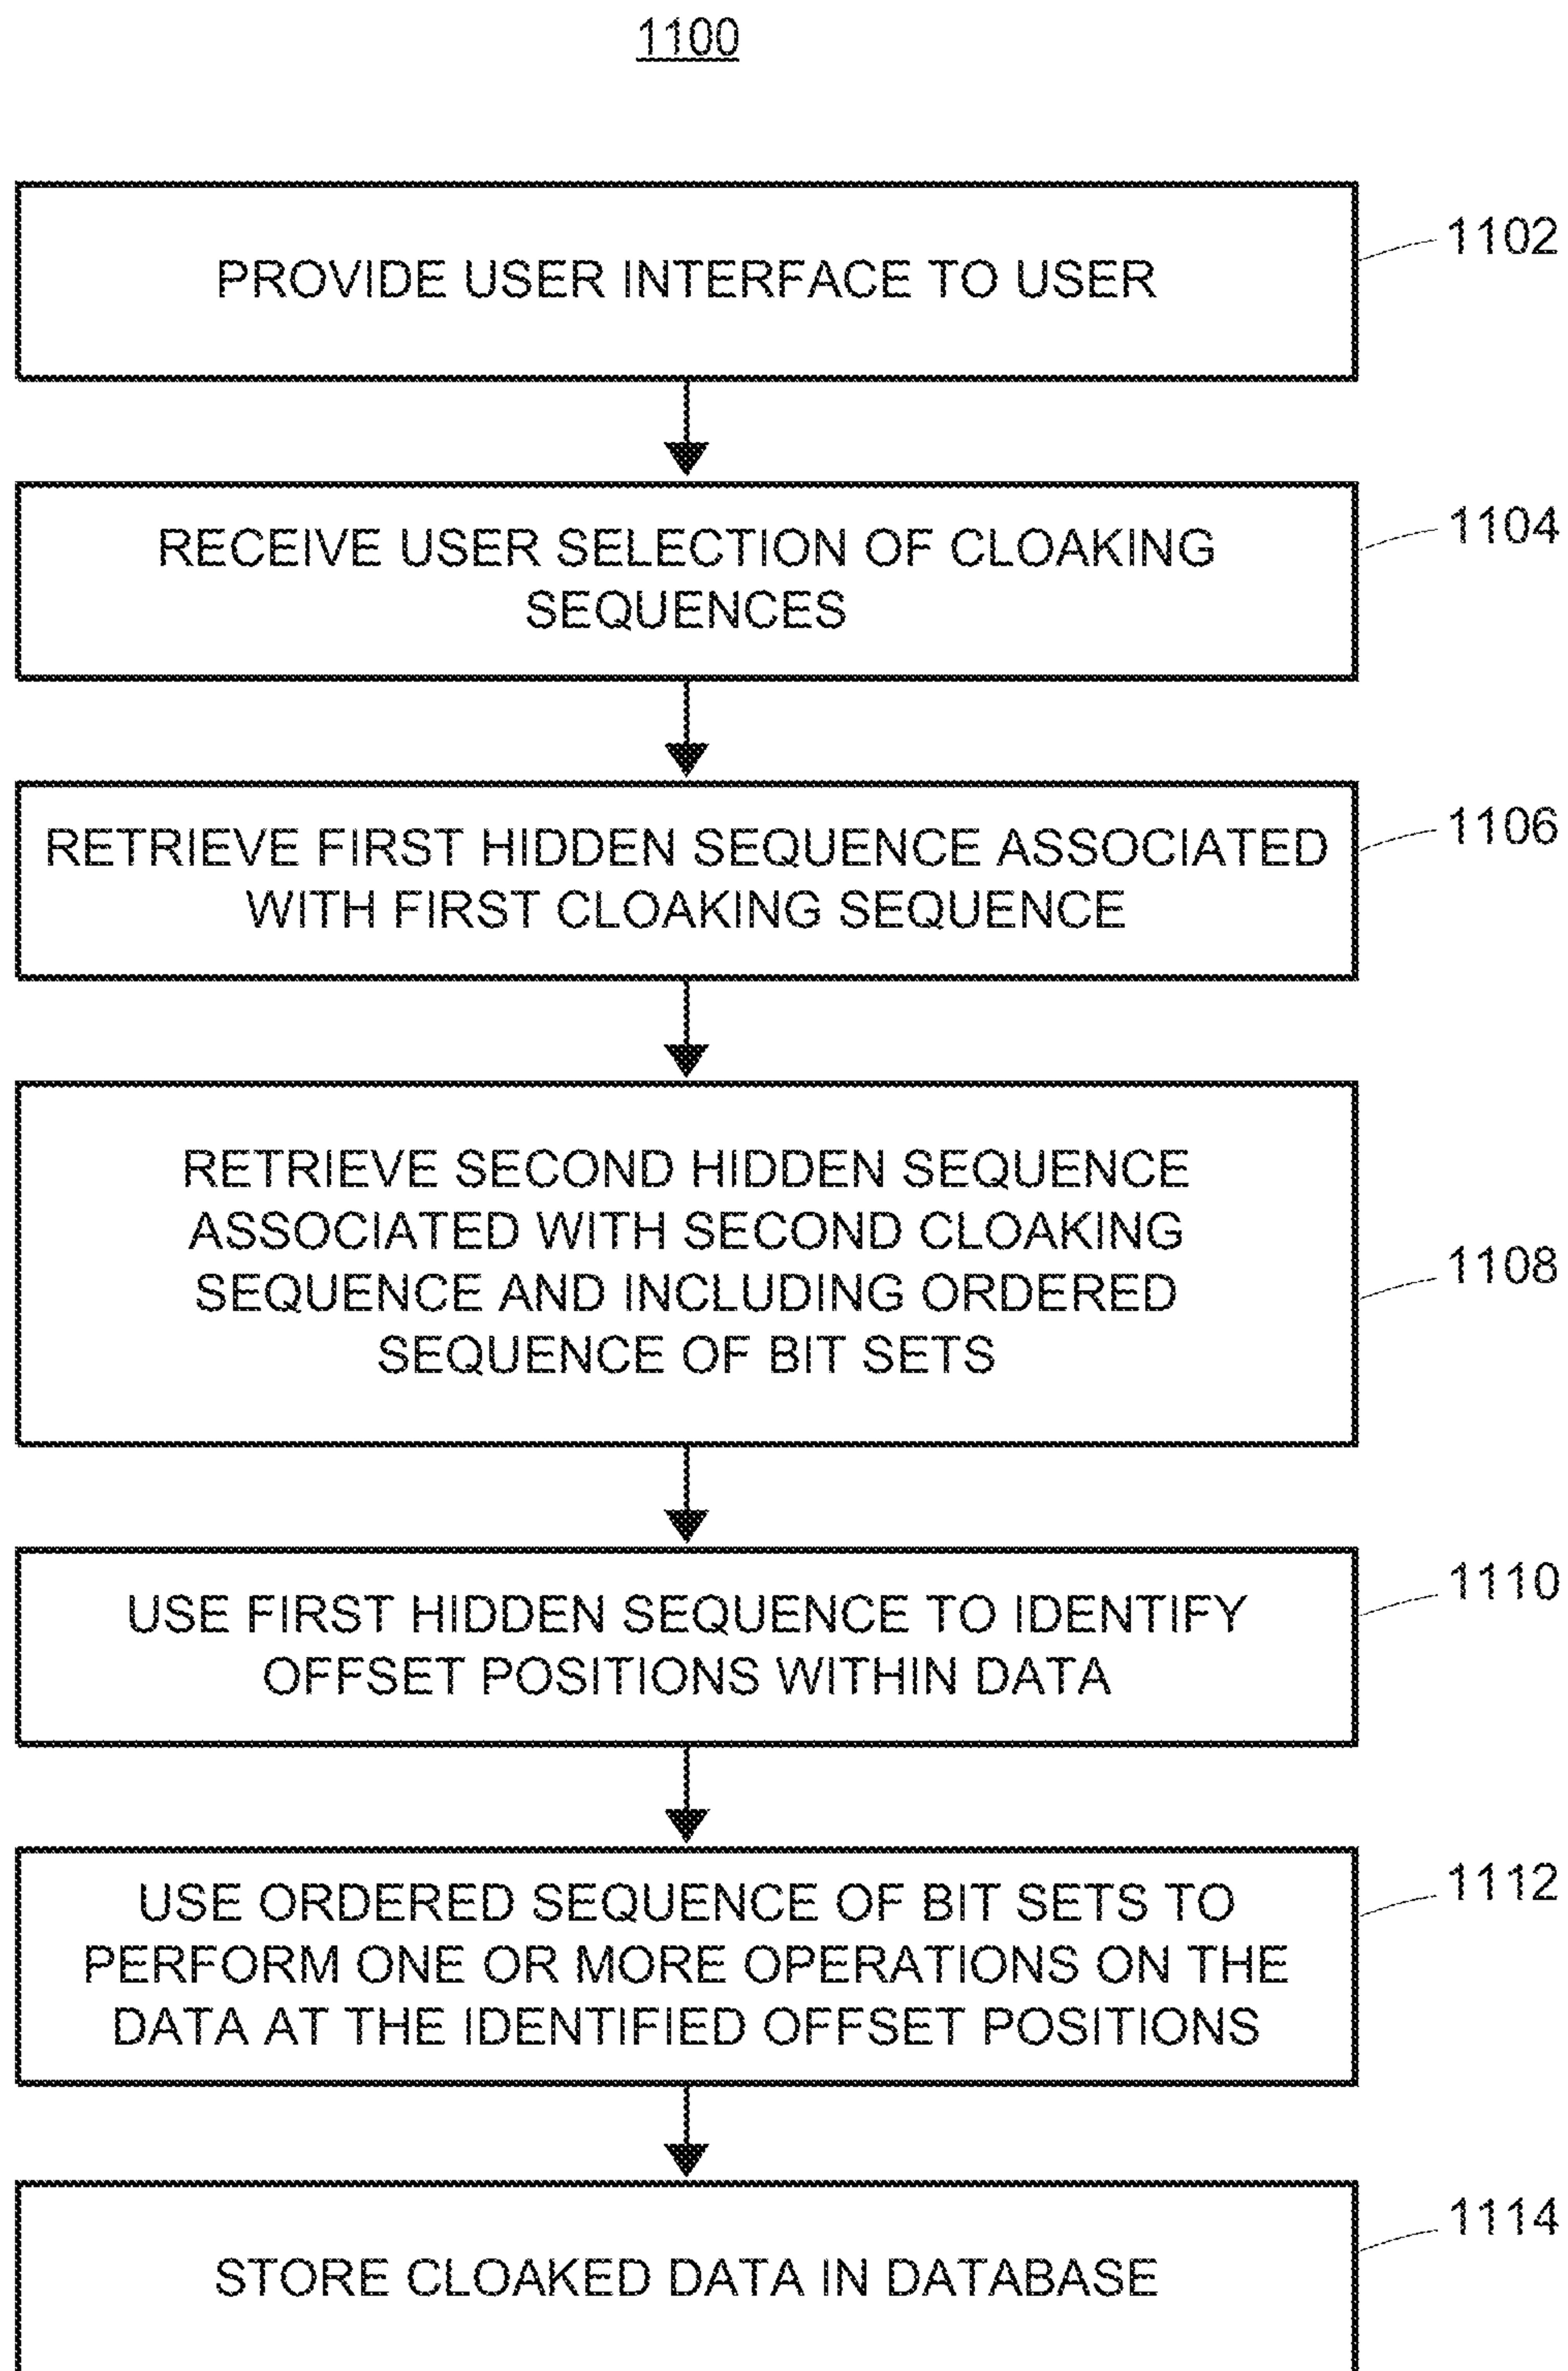 1100
PROVIDE USER INTERFACE TO USER
1102
RECEIVE USER SELECTION OF CLOAKING
SEQUENCES
1104
RETRIEVE FIRST HIDDEN SEQUENCE ASSOCIATED
WITH FIRST CLOAKING SEQUENCE
1106
RETRIEVE SECOND HIDDEN SEQUENCE
ASSOCIATED WITH SECOND CLOAKING
SEQUENCE AND INCLUDING ORDERED
SEQUENCE OF BIT SETS
1108
USE FIRST HIDDEN SEQUENCE TO IDENTIFY
OFFSET POSITIONS WITHIN DATA
1110
USE ORDERED SEQUENCE OF BIT SETS TO
PERFORM ONE OR MORE OPERATIONS ON THE
DATA AT THE IDENTIFIED OFFSET POSITIONS
1112
STORE CLOAKED DATA IN DATABASE
1114